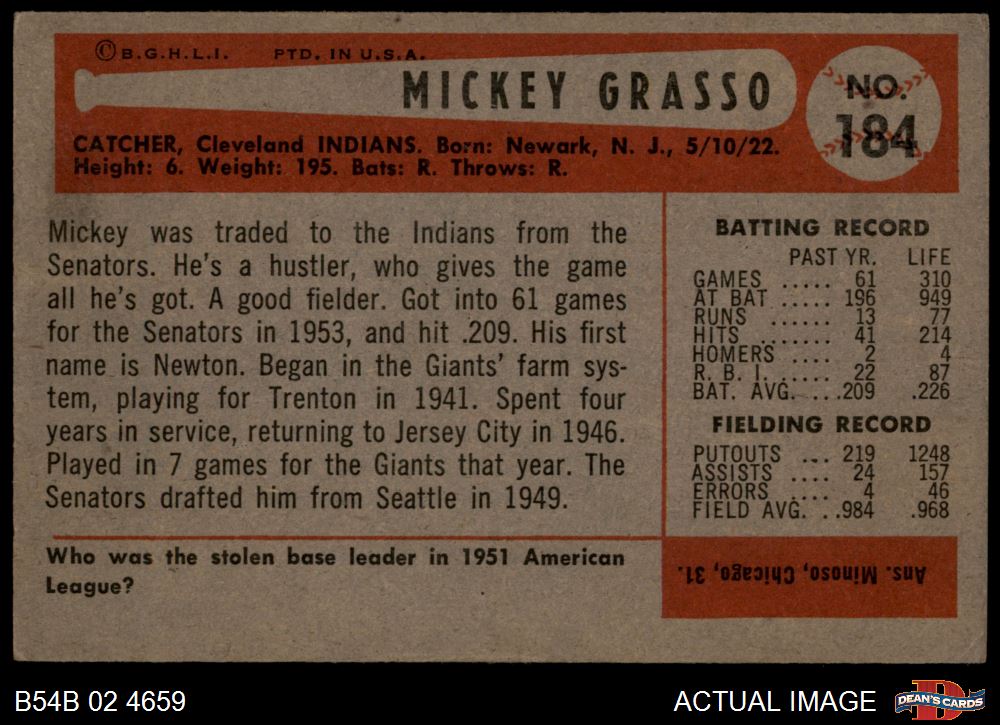 © B.G.H.L.I. PTD. IN U.S.A.
MICKEY GRASSO
NO.
184
CATCHER, Cleveland INDIANS. Born: Newark, N. J., 5/10/22.
Height: 6. Weight: 195. Bats: R. Throws: R.
Mickey was traded to the Indians from the
Senators. He's a hustler, who gives the game
all he's got. A good fielder. Got into 61 games
for the Senators in 1953, and hit .209. His first
name is Newton. Began in the Giants' farm sys-
tem, playing for Trenton in 1941. Spent four
years in service, returning to Jersey City in 1946.
Played in 7 games for the Giants that year. The
Senators drafted him from Seattle in 1949.
Who was the stolen base leader in 1951 American
League?
BATTING RECORD
PAST YR. LIFE
GAMES ..... 61 310
AT BAT ..... 196 949
RUNS ...... 13 77
HITS ....... 41 214
HOMERS .... 2 4
R. B. I. ..... 22 87
BAT. AVG. ...209 .226
FIELDING RECORD
PUTOUTS ... 219 1248
ASSISTS .... 24 157
ERRORS .... 4 46
FIELD AVG. ..984 .968
Ans. Minoso, Chicago, 31.
B54B 02 4659
ACTUAL IMAGE
DEAN'S CARDS